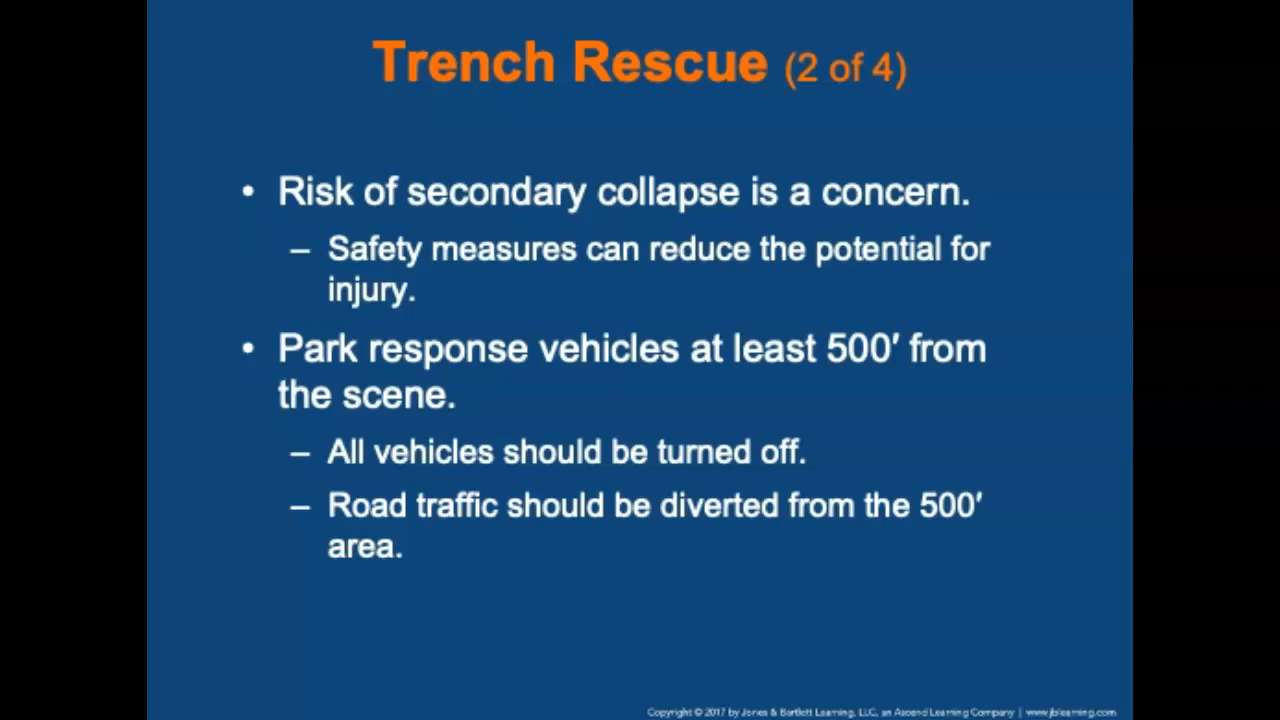 Trench Rescue (2 of 4)
• Risk of secondary collapse is a concern.
– Safety measures can reduce the potential for
injury.
• Park response vehicles at least 500′ from
the scene.
– All vehicles should be turned off.
– Road traffic should be diverted from the 500′
area.
Copyright © 2017 by Jones & Bartlett Learning, LLC, an Ascend Learning Company | www.jblearning.com